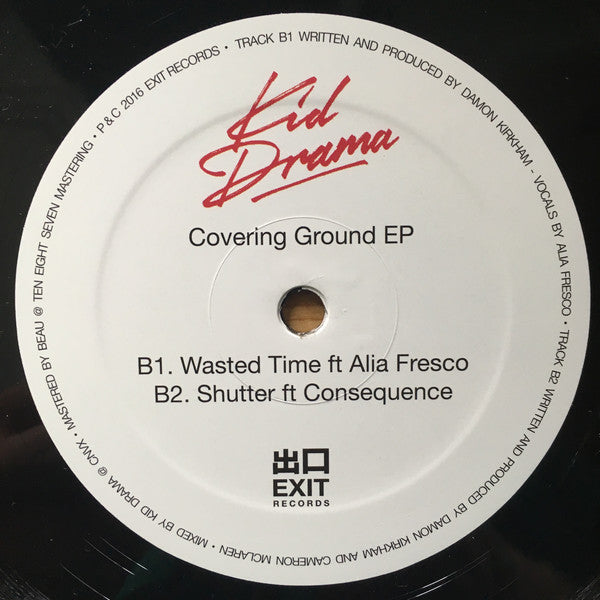 Kid
Drama
Covering Ground EP
B1. Wasted Time ft Alia Fresco
B2. Shutter ft Consequence
出口
EXIT
RECORDS
P & C 2016 EXIT RECORDS • TRACK B1 WRITTEN AND PRODUCED BY DAMON KIRKHAM - VOCALS BY ALIA FRESCO • TRACK B2 WRITTEN AND PRODUCED BY DAMON KIRKHAM AND CAMERON MCLAREN • MIXED BY KID DRAMA @ CNVX • MASTERED BY BEAU @ TEN EIGHT SEVEN MASTERING •